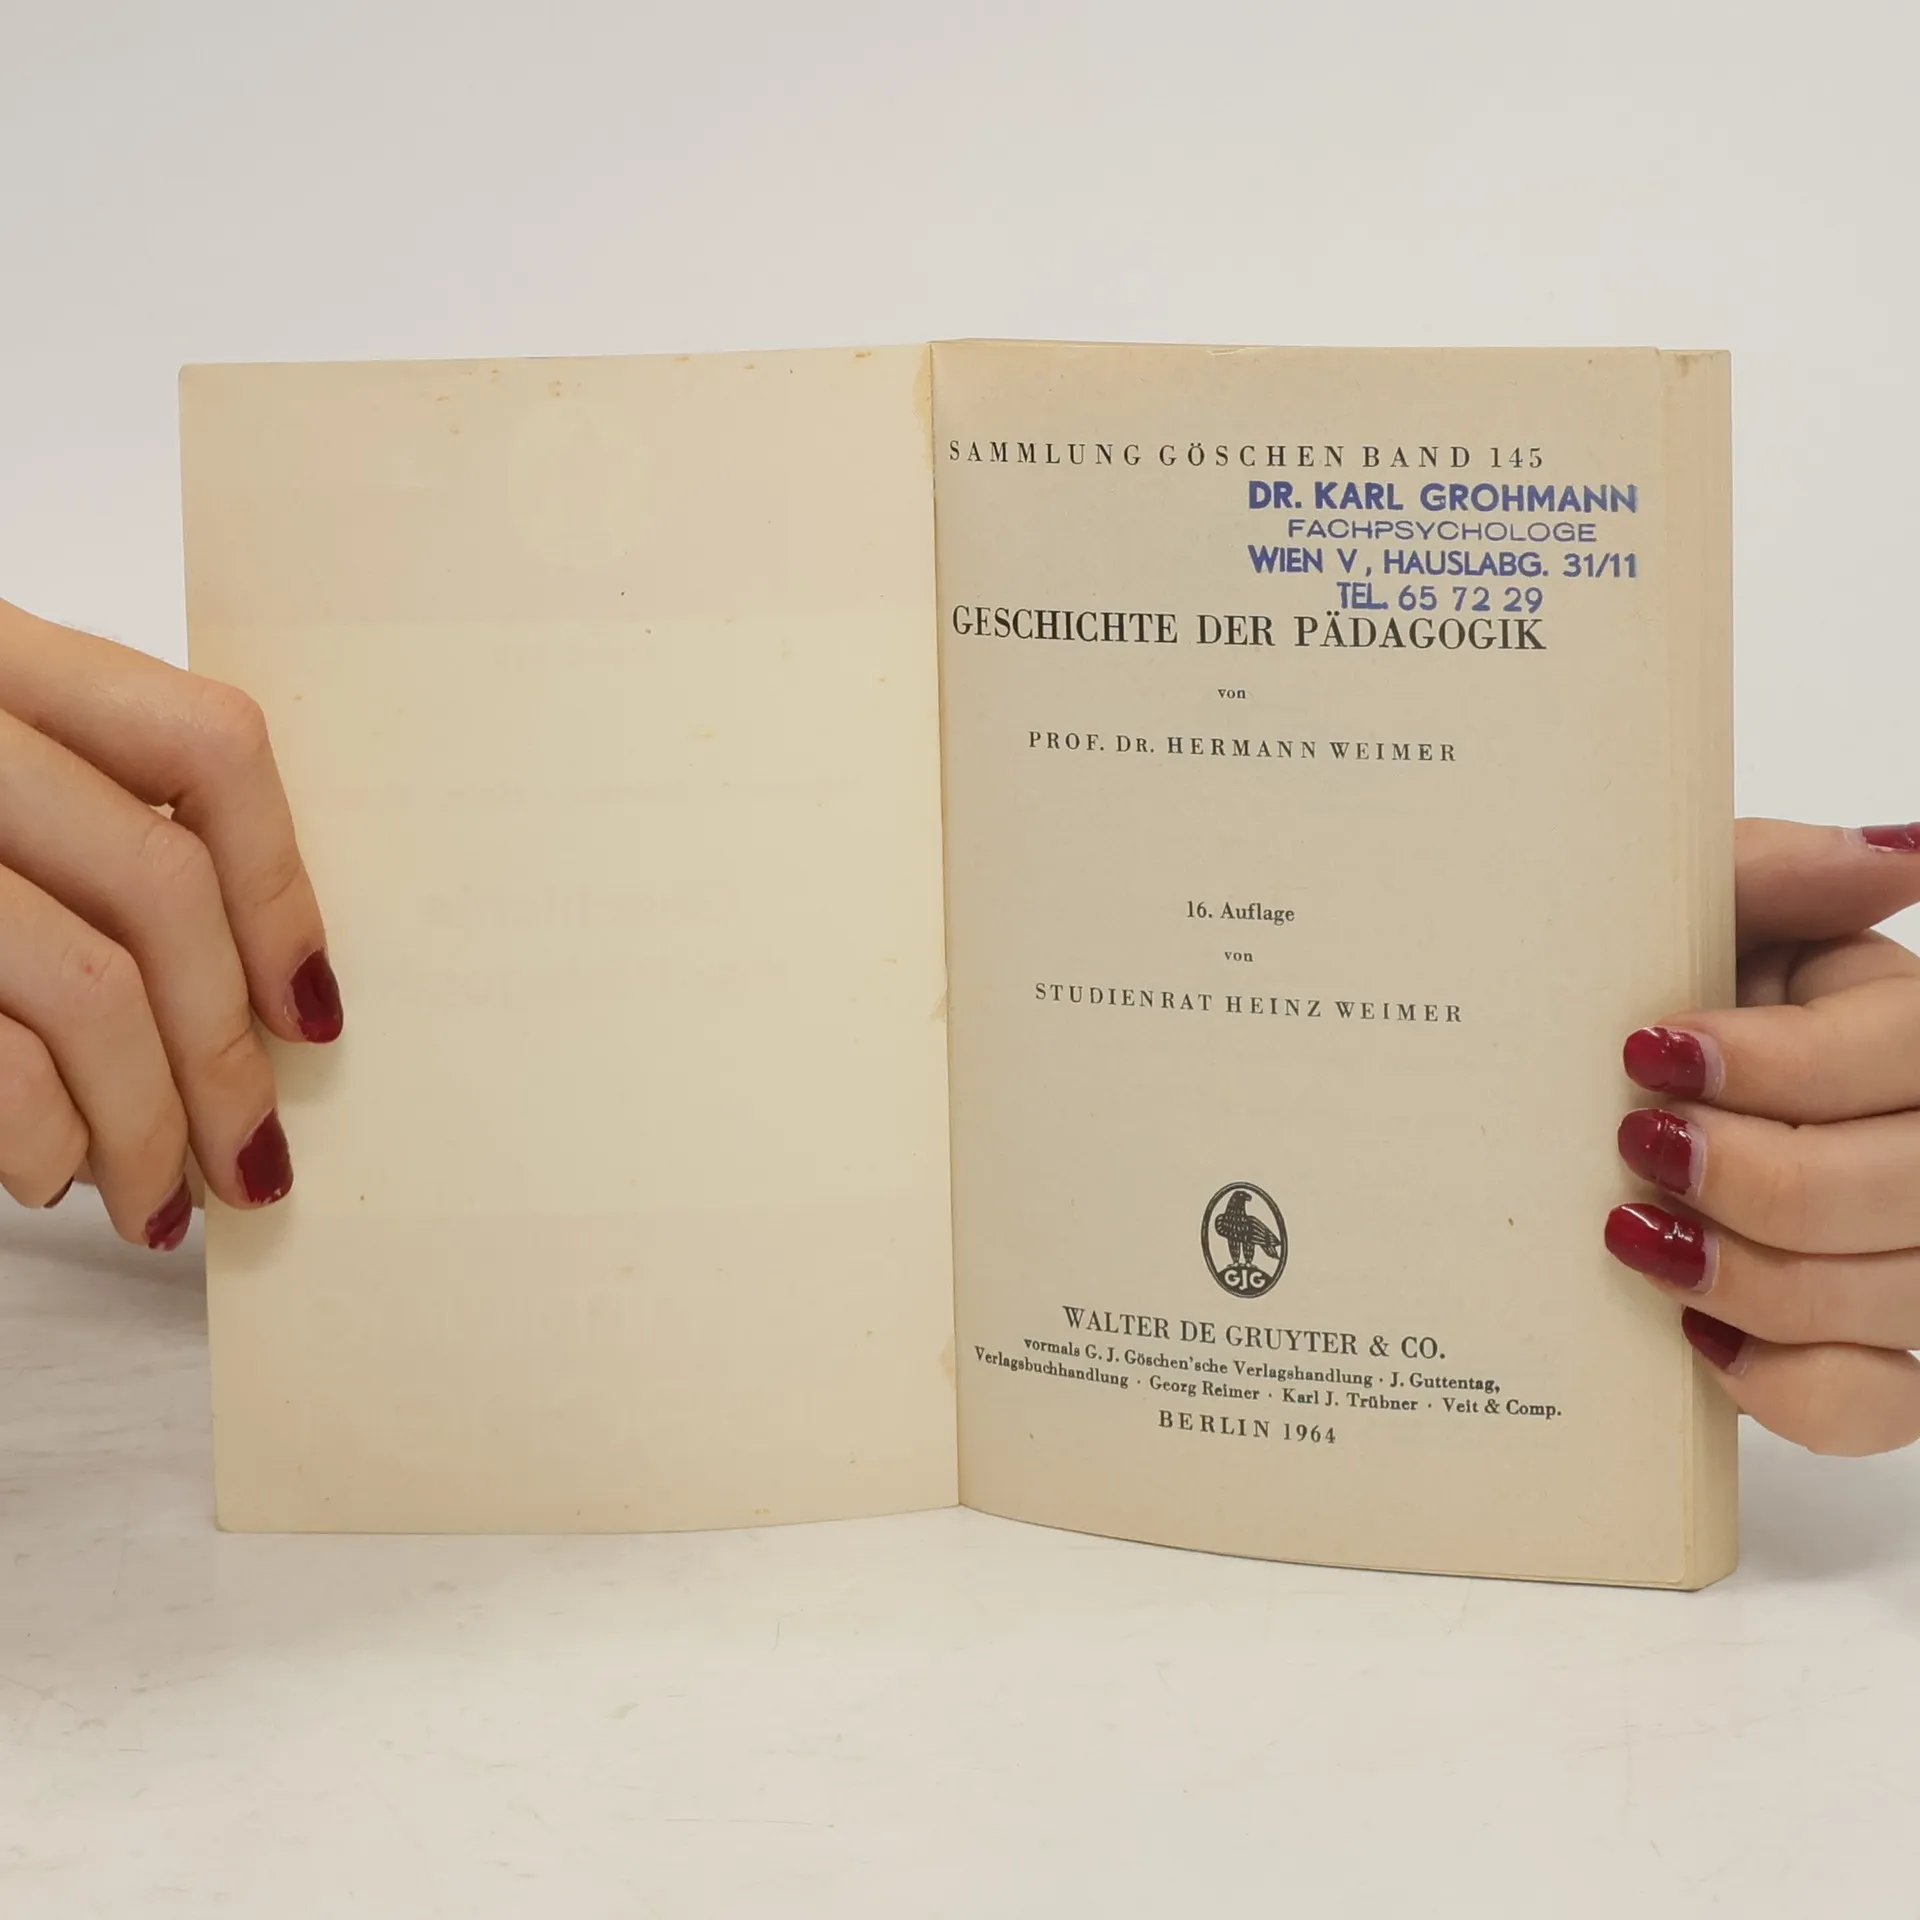 SAMMLUNG GÖSCHEN BAND 145
DR. KARL GROHMANN
FACHPSYCHOLOGE
WIEN V, HAUSLABG. 31/11
TEL. 65 72 29
GESCHICHTE DER PÄDAGOGIK
von
PROF. DR. HERMANN WEIMER
16. Auflage
von
STUDIENRAT HEINZ WEIMER
GJG
WALTER DE GRUYTER & CO.
vormals G. J. Göschen'sche Verlagshandlung · J. Guttentag,
Verlagsbuchhandlung · Georg Reimer · Karl J. Trübner · Veit & Comp.
BERLIN 1964